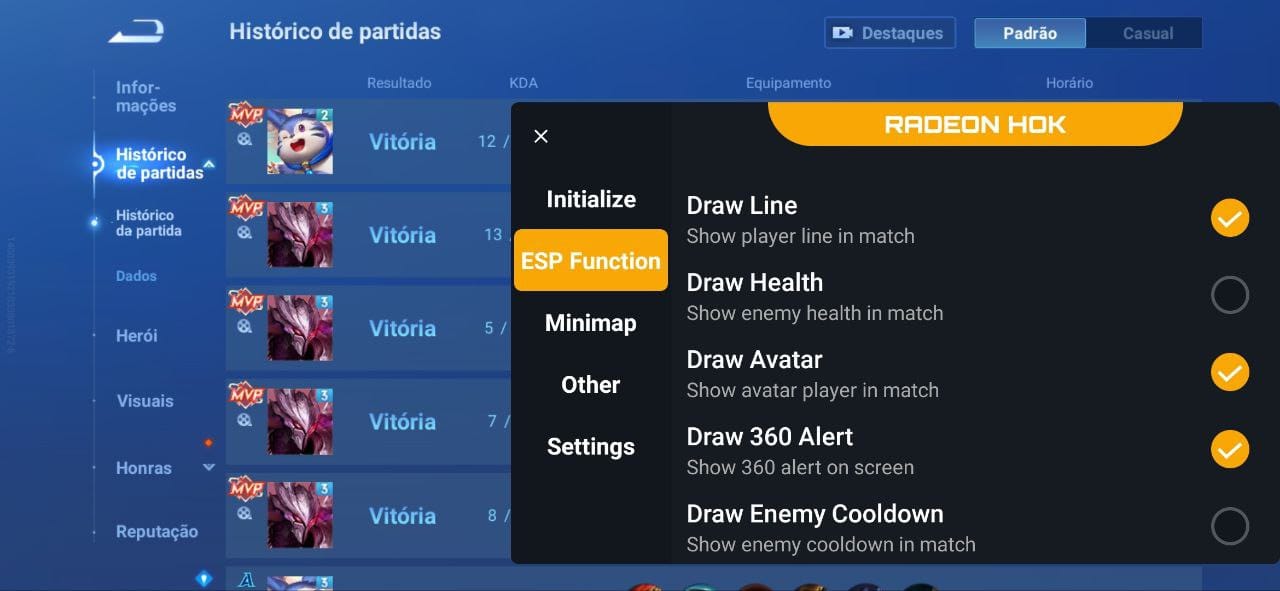 Histórico de partidas
Destaques
Padrão
Casual
Infor-
mações
Histórico
de partidas
Histórico
da partida
Dados
Herói
Visuais
Honras
Reputação
Resultado
KDA
Equipamento
Horário
MVP
2
Vitória
12 /
MVP
3
Vitória
13
MVP
3
Vitória
5 /
MVP
3
Vitória
7 /
MVP
3
Vitória
8 /
A
3
RADEON HOK
Initialize
ESP Function
Minimap
Other
Settings
Draw Line
Show player line in match
Draw Health
Show enemy health in match
Draw Avatar
Show avatar player in match
Draw 360 Alert
Show 360 alert on screen
Draw Enemy Cooldown
Show enemy cooldown in match